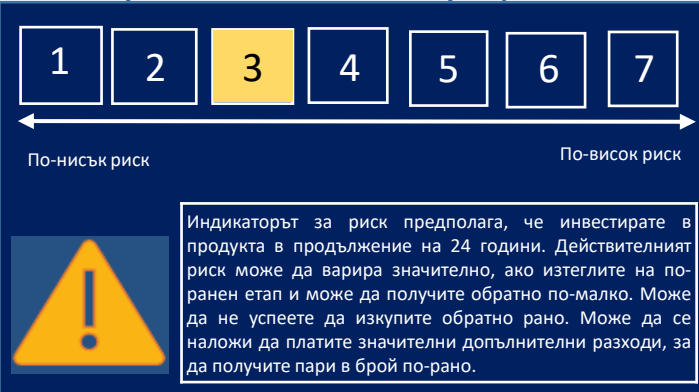 1 2 3 4 5 6 7
По-нисък риск
По-висок риск
Индикаторът за риск предполага, че инвестирате в
продукта в продължение на 24 години. Действителният
риск може да варира значително, ако изтеглите на по-
ранен етап и може да получите обратно по-малко. Може
да не успеете да изкупите обратно рано. Може да се
наложи да платите значителни допълнителни разходи, за
да получите пари в брой по-рано.